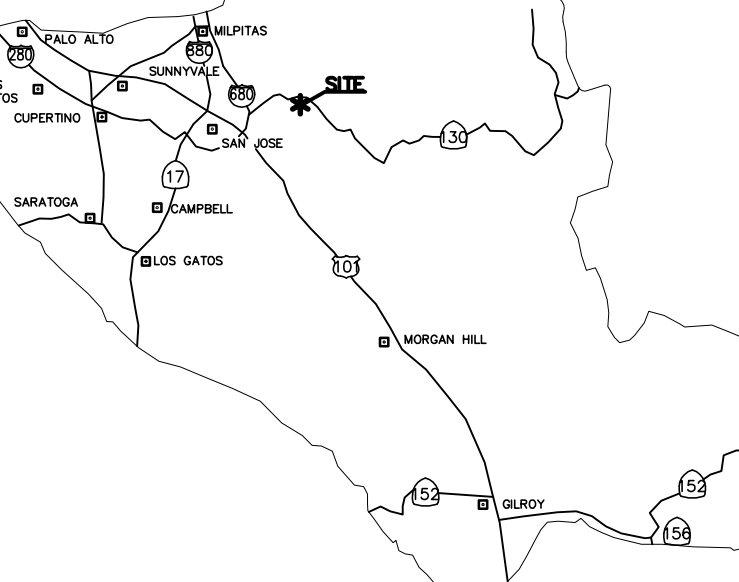 MILPITAS
PALO ALTO
880
280
SUNNYVALE
SITE
680
S
TOS
CUPERTINO
130
SAN JOSE
17
SARATOGA
CAMPBELL
LOS GATOS
101
MORGAN HILL
152
152
GILROY
156